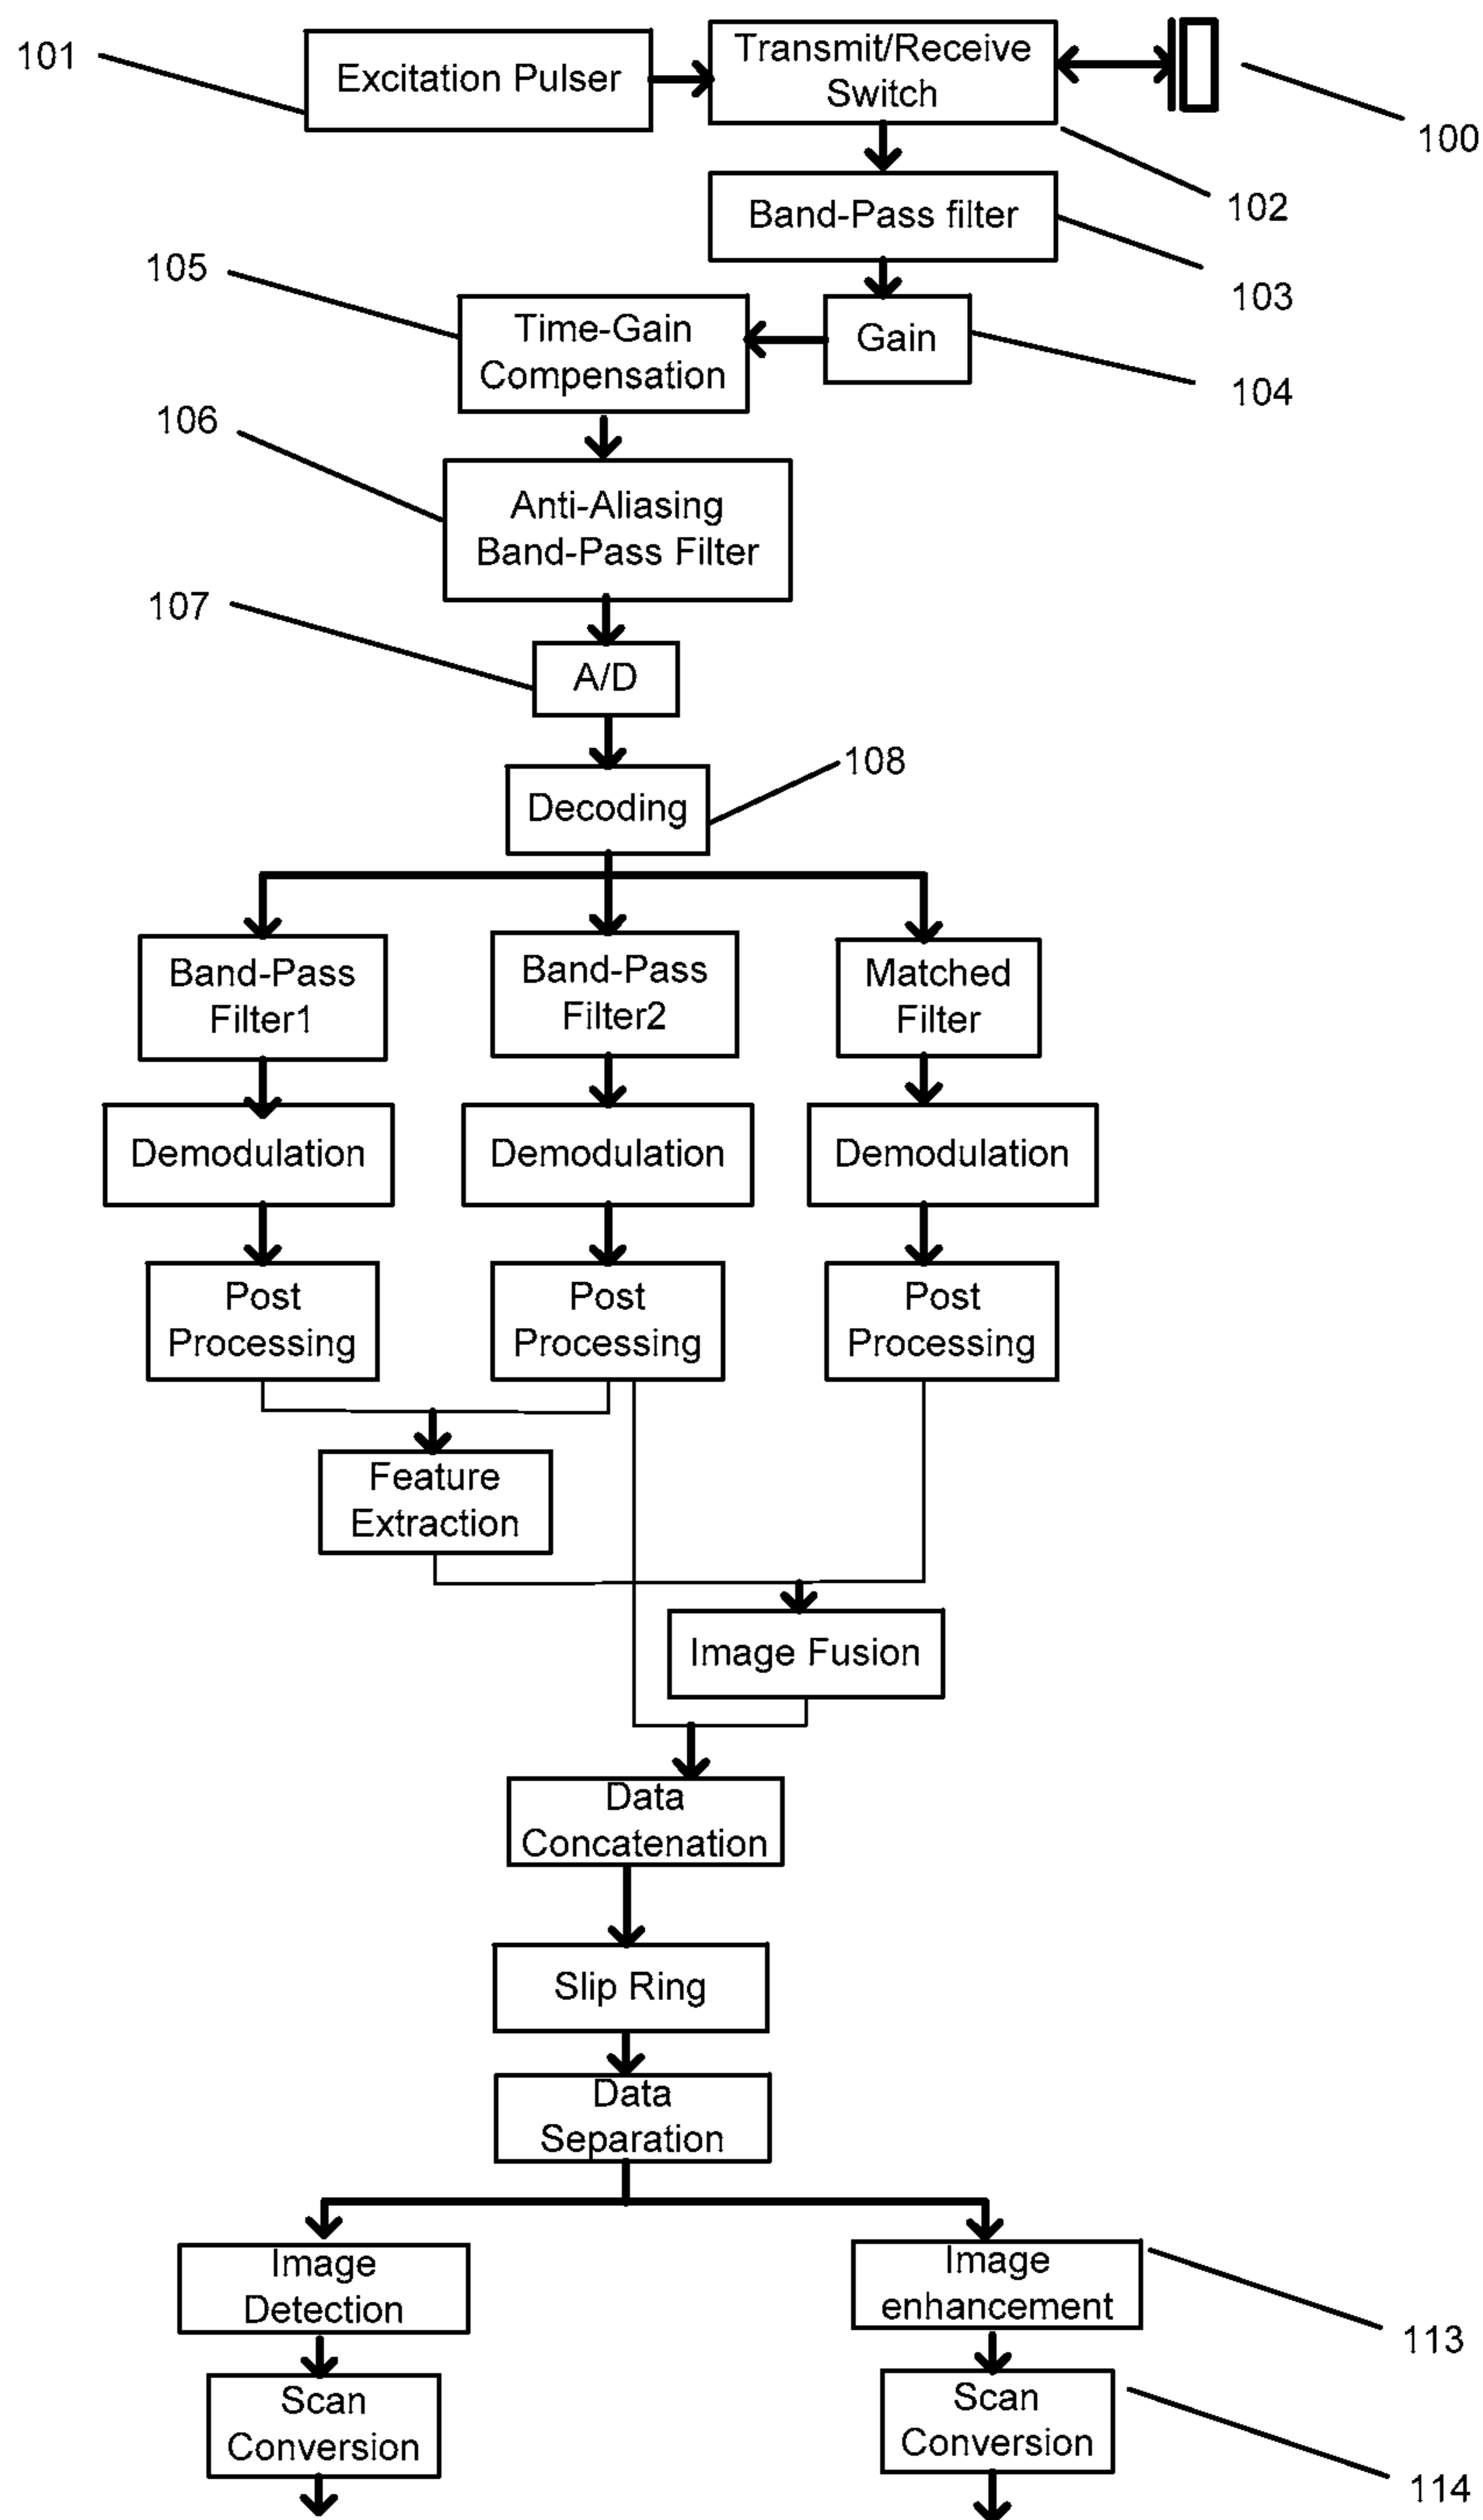 101
Excitation Pulser
Transmit/Receive
Switch
100
102
Band-Pass filter
103
105
Time-Gain
Compensation
Gain
104
106
Anti-Aliasing
Band-Pass Filter
107
A/D
108
Decoding
Band-Pass
Filter1
Band-Pass
Filter2
Matched
Filter
Demodulation
Demodulation
Demodulation
Post
Processing
Post
Processing
Post
Processing
Feature
Extraction
Image Fusion
Data
Concatenation
Slip Ring
Data
Separation
Image
Detection
Image
enhancement
113
Scan
Conversion
Scan
Conversion
114